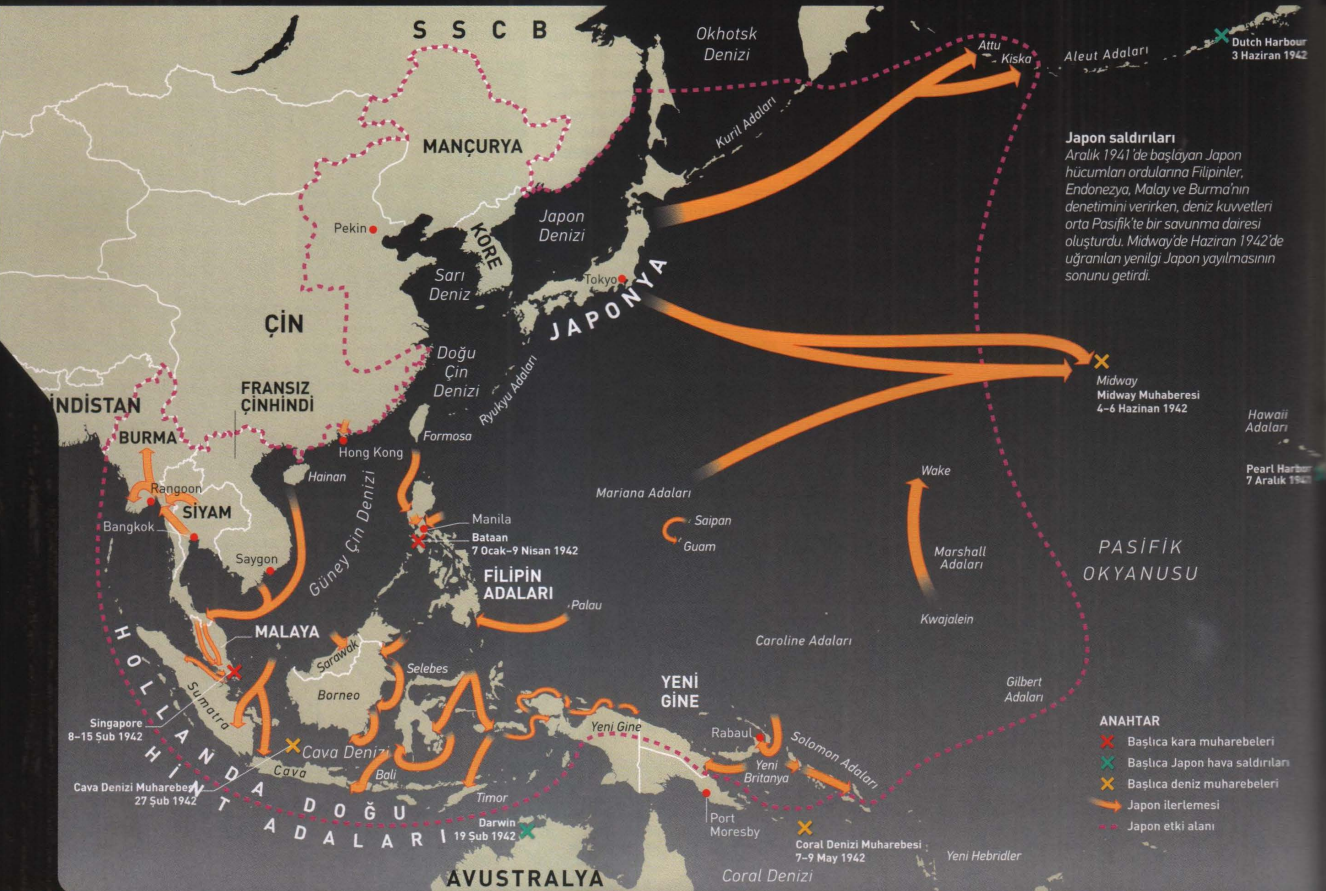 S S C B
Okhotsk
Denizi
Attu
Kiska
Aleut Adaları
Dutch Harbour
3 Haziran 1942
Kuril Adaları
MANÇURYA
Japon saldırıları
Aralık 1941'de başlayan Japon
hücumları ordularına Filipinler,
Endonezya, Malay ve Burma'nın
denetimini verirken, deniz kuvvetleri
orta Pasifik'te bir savunma dairesi
oluşturdu. Midway'de Haziran 1942'de
uğranılan yenilgi Japon yayılmasının
sonunu getirdi.
Pekin
KORE
Japon
Denizi
Sarı
Deniz
Tokyo
JAPONYA
ÇİN
Doğu
Çin
Denizi
Ryukyu Adaları
Midway
Midway Muhaberesi
4–6 Haziran 1942
FRANSIZ
ÇİNHİNDİ
İNDİSTAN
BURMA
Formosa
Hong Kong
Hainan
Hawaii
Adaları
Pearl Harbor
7 Aralık 1941
Rangoon
SİYAM
Bangkok
Saygon
Güney Çin Denizi
Manila
Bataan
7 Ocak–9 Nisan 1942
FİLİPİN
ADALARI
Palau
Mariana Adaları
Saipan
Guam
Wake
Marshall
Adaları
Kwajalein
PASİFİK
OKYANUSU
MALAYA
Sarawak
Borneo
Selebes
Caroline Adaları
Gilbert
Adaları
Sumatra
Singapore
8–15 Şub 1942
HOLLANDA DOĞU
HİNT ADALARI
Cava Denizi
Cava Denizi Muharebesi
27 Şub 1942
Cava
Bali
Timor
Darwin
19 Şub 1942
YENİ
GİNE
Yeni Gine
Rabaul
Yeni
Britanya
Solomon Adaları
Port
Moresby
Coral Denizi Muharebesi
7–9 May 1942
Coral Denizi
Yeni Hebridler
AVUSTRALYA
ANAHTAR
Başlıca kara muharebeleri
Başlıca Japon hava saldırıları
Başlıca deniz muharebeleri
Japon ilerlemesi
Japon etki alanı